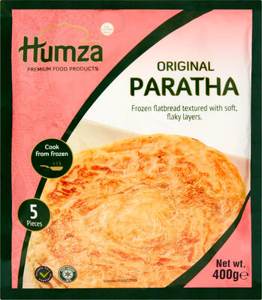 Humza
PREMIUM FOOD PRODUCTS
ORIGINAL
PARATHA
Frozen flatbread textured with soft,
flaky layers.
Cook
from frozen
5
Pieces
Net wt.
400g℮